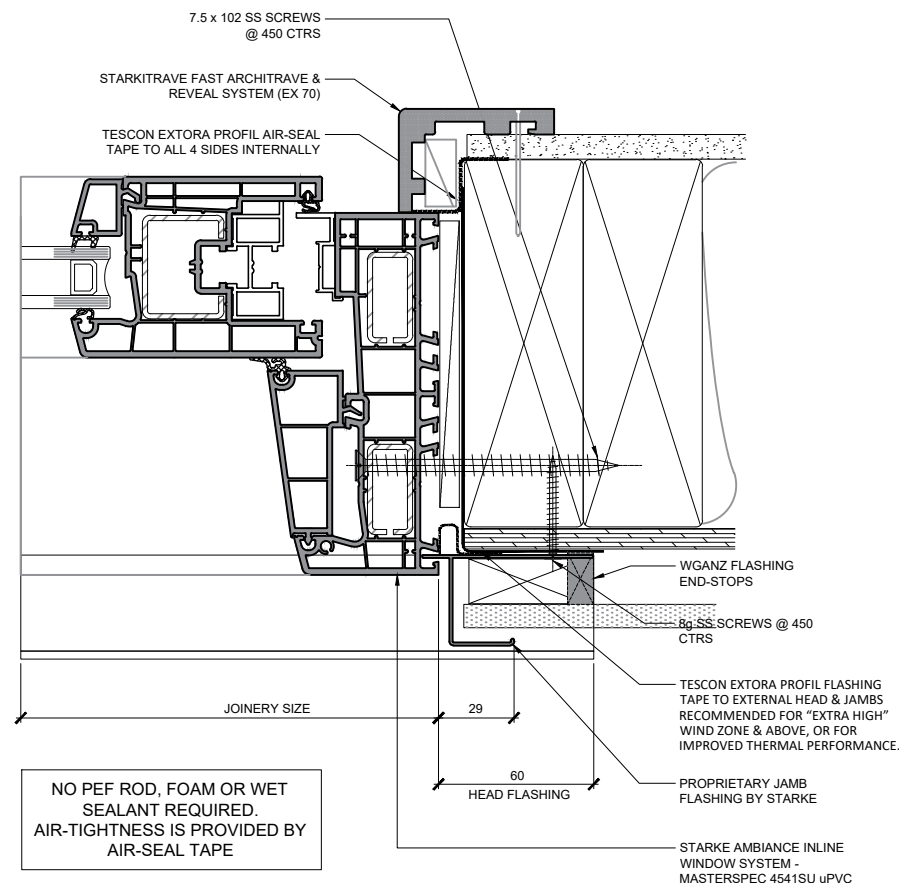 7.5 x 102 SS SCREWS
@ 450 CTRS
STARKITRAVE FAST ARCHITRAVE &
REVEAL SYSTEM (EX 70)
TESCON EXTORA PROFIL AIR-SEAL
TAPE TO ALL 4 SIDES INTERNALLY
WGANZ FLASHING
END-STOPS
8g SS SCREWS @ 450
CTRS
TESCON EXTORA PROFIL FLASHING
TAPE TO EXTERNAL HEAD & JAMBS
RECOMMENDED FOR “EXTRA HIGH”
WIND ZONE & ABOVE, OR FOR
IMPROVED THERMAL PERFORMANCE.
JOINERY SIZE
29
60
HEAD FLASHING
PROPRIETARY JAMB
FLASHING BY STARKE
NO PEF ROD, FOAM OR WET
SEALANT REQUIRED.
AIR-TIGHTNESS IS PROVIDED BY
AIR-SEAL TAPE
STARKE AMBIANCE INLINE
WINDOW SYSTEM -
MASTERSPEC 4541SU uPVC